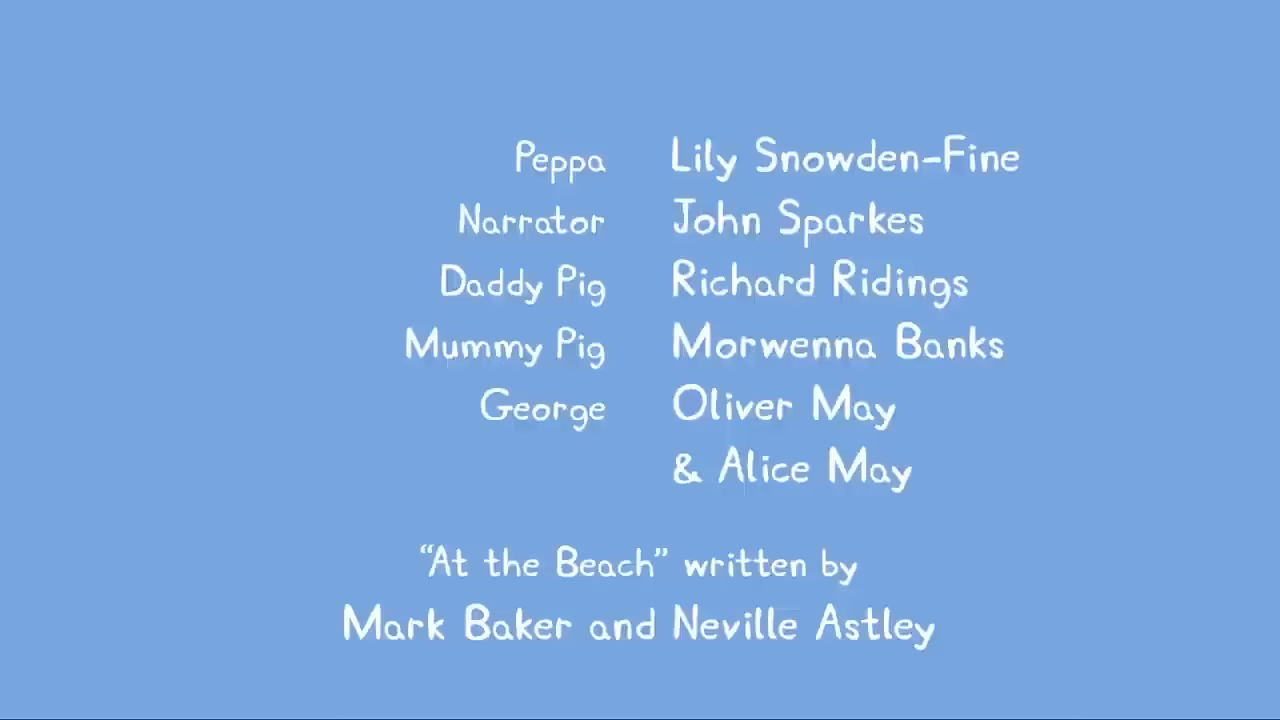 Peppa Lily Snowden-Fine
Narrator John Sparkes
Daddy Pig Richard Ridings
Mummy Pig Morwenna Banks
George Oliver May
& Alice May
“At the Beach” written by
Mark Baker and Neville Astley